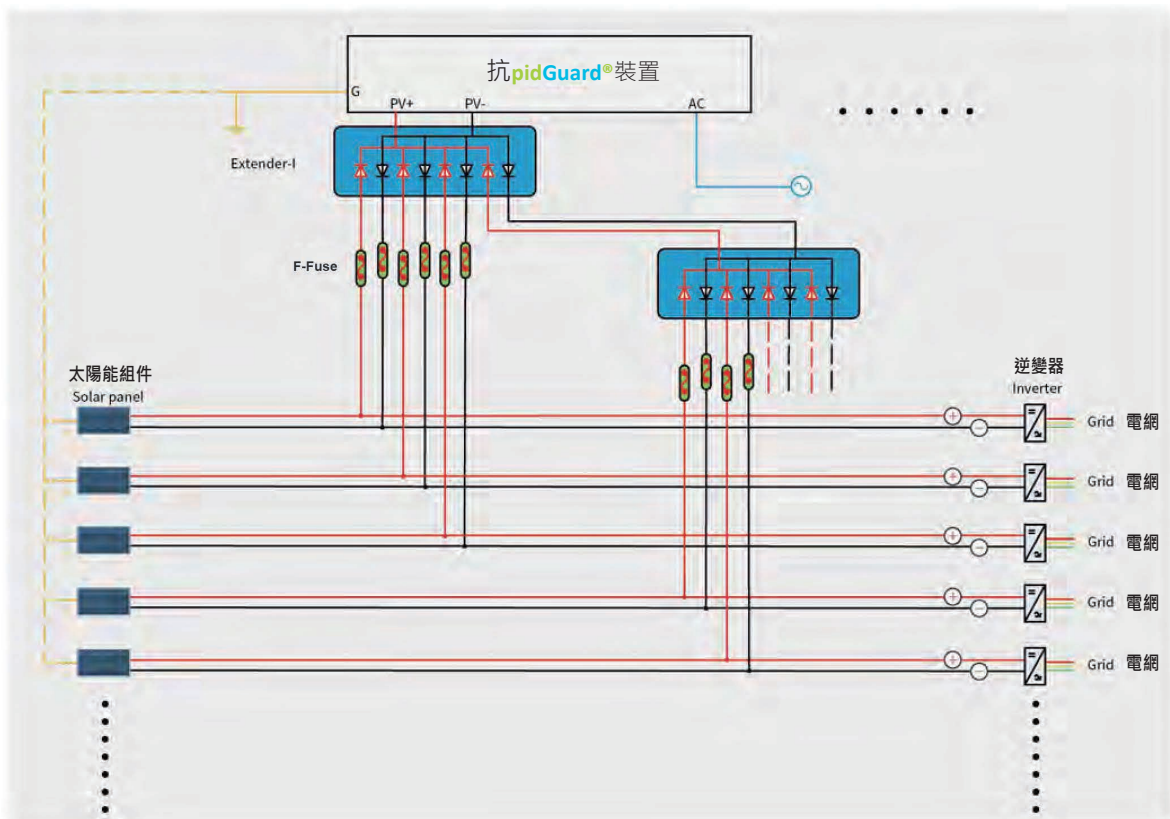 抗pidGuard®裝置
G
PV+
PV-
AC
Extender-I
F-Fuse
太陽能組件
Solar panel
逆變器
Inverter
Grid 電網
Grid 電網
Grid 電網
Grid 電網
Grid 電網